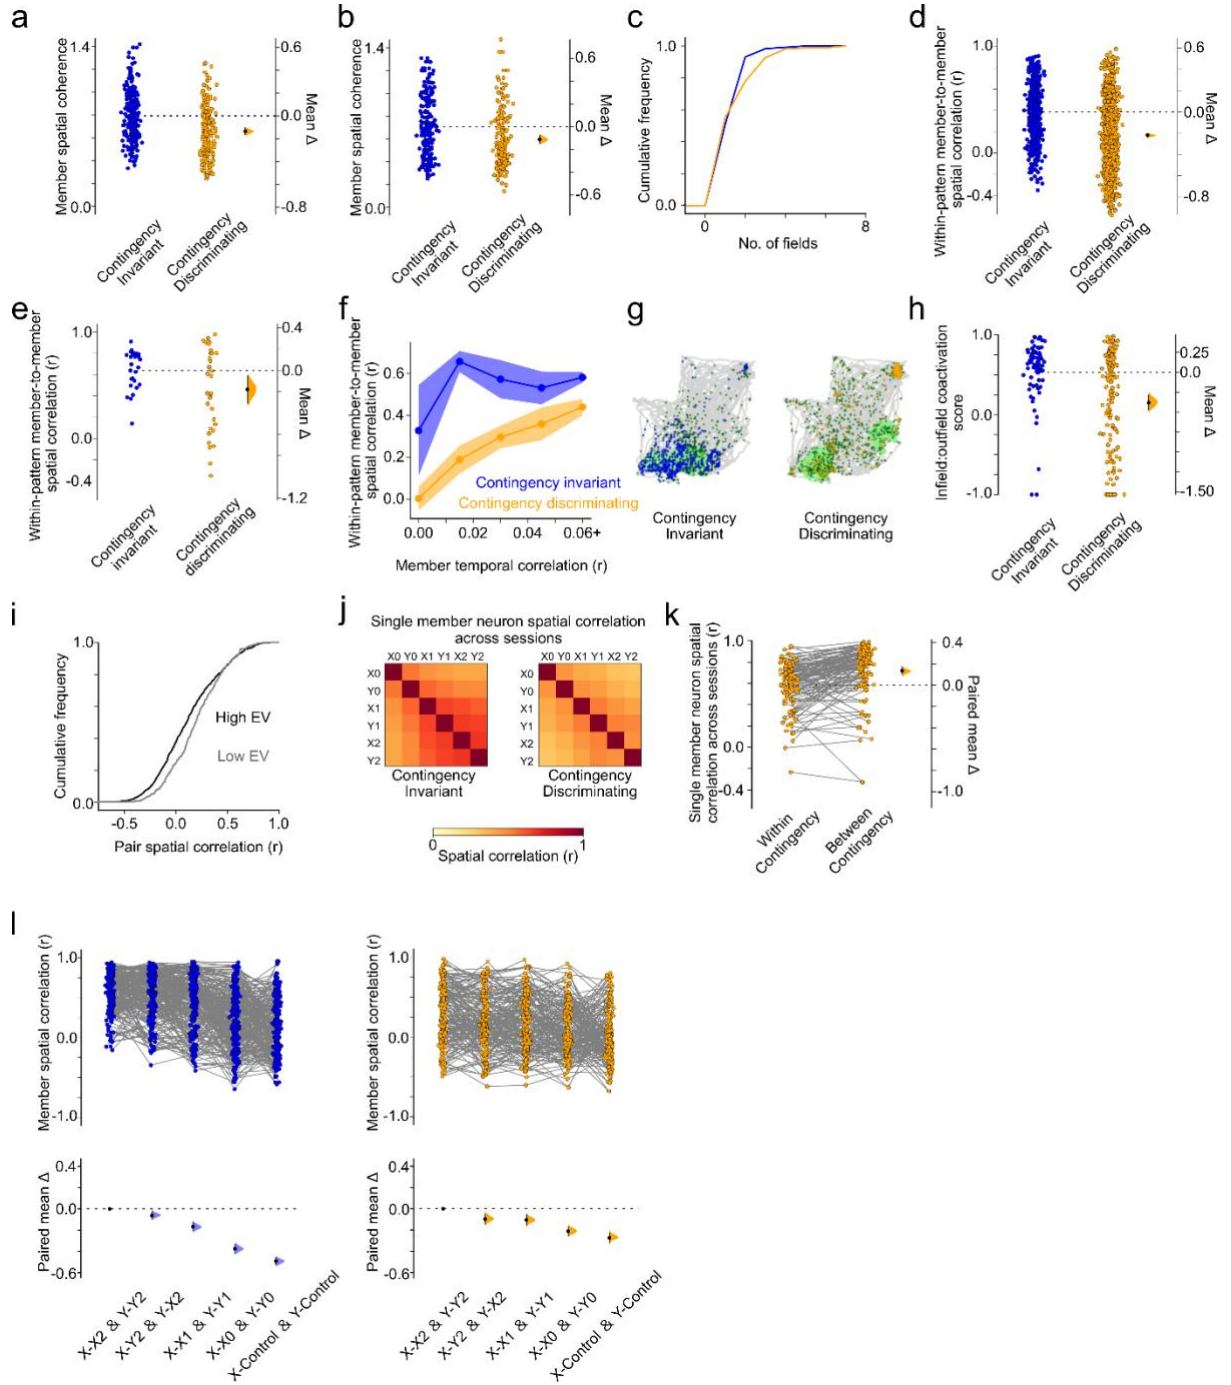 a
Member spatial coherence
1.4
0.0
0.6
0.0
-0.8
Mean Δ
Contingency
Invariant
Contingency
Discriminating
b
Member spatial coherence
1.4
0.0
0.6
0.0
-0.6
Mean Δ
Contingency
Invariant
Contingency
Discriminating
c
Cumulative frequency
1.0
0.0
0
8
No. of fields
d
Within-pattern member-to-member
spatial correlation (r)
1.0
0.0
-0.4
0.6
0.0
-0.8
Mean Δ
Contingency
Invariant
Contingency
Discriminating
e
Within-pattern member-to-member
spatial correlation (r)
1.0
0.0
-0.4
0.4
0.0
-1.2
Mean Δ
Contingency
invariant
Contingency
discriminating
f
Within-pattern member-to-member
spatial correlation (r)
0.6
0.4
0.2
0.0
Contingency invariant
Contingency discriminating
0.00
0.02
0.04
0.06+
Member temporal correlation (r)
g
Contingency
Invariant
Contingency
Discriminating
h
Infield:outfield coactivation
score
1.0
0.0
-1.0
0.25
0.0
-1.50
Mean Δ
Contingency
Invariant
Contingency
Discriminating
i
Cumulative frequency
1.0
0.0
High EV
Low EV
-0.5
0.0
0.5
1.0
Pair spatial correlation (r)
j
Single member neuron spatial correlation
across sessions
X0 Y0 X1 Y1 X2 Y2
X0 Y0 X1 Y1 X2 Y2
X0
Y0
X1
Y1
X2
Y2
X0
Y0
X1
Y1
X2
Y2
Contingency
Invariant
Contingency
Discriminating
0
1
Spatial correlation (r)
k
Single member neuron spatial
correlation across sessions (r)
1.0
0.0
-0.4
0.4
0.0
-1.0
Paired mean Δ
Within
Contingency
Between
Contingency
l
Member spatial correlation (r)
1.0
0.0
-1.0
Member spatial correlation (r)
1.0
0.0
-1.0
Paired mean Δ
0.4
0.0
-0.6
Paired mean Δ
0.4
0.0
-0.6
X-X2 & Y-Y2
X-Y2 & Y-X2
X-X1 & Y-Y1
X-X0 & Y-Y0
X-Control & Y-Control
X-X2 & Y-Y2
X-Y2 & Y-X2
X-X1 & Y-Y1
X-X0 & Y-Y0
X-Control & Y-Control